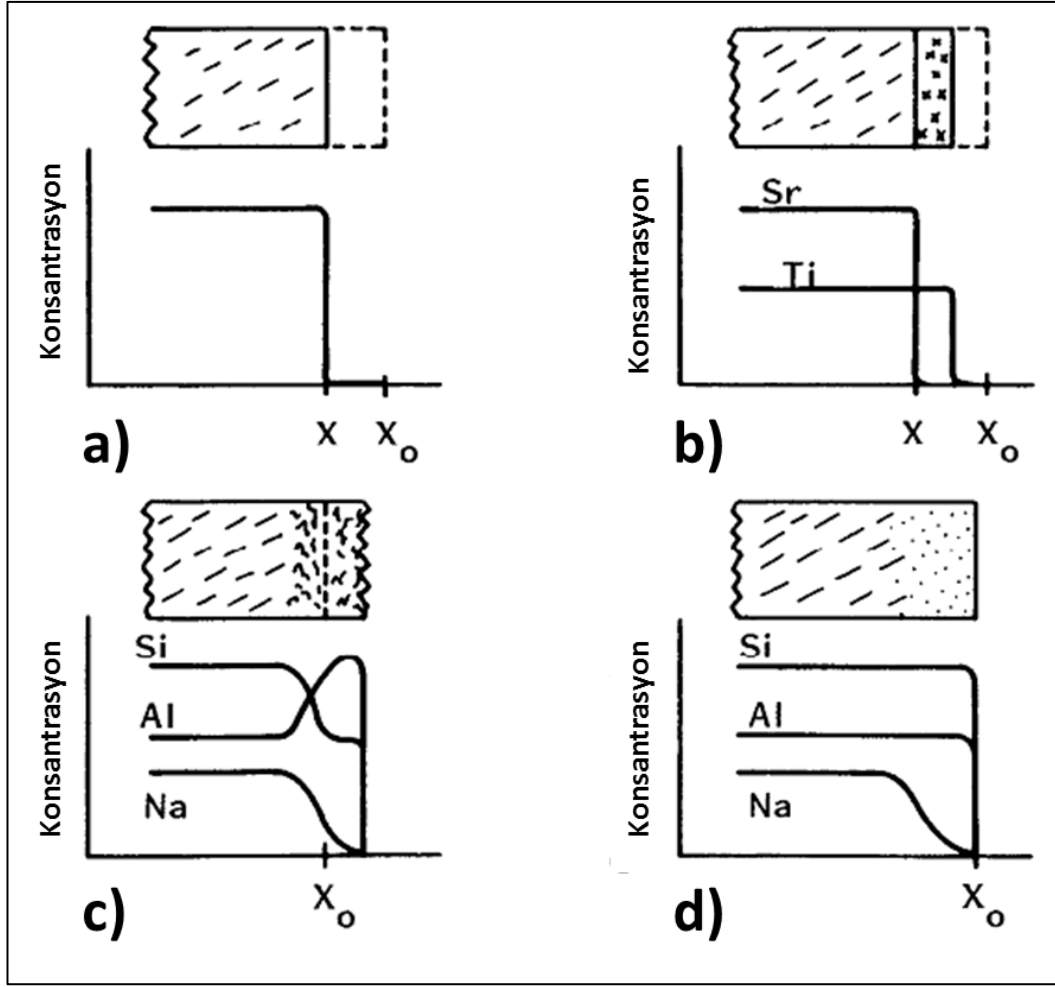 Konsantrasyon
X
Xo
a)
Konsantrasyon
Sr
Ti
X
Xo
b)
Konsantrasyon
Si
Al
Na
Xo
c)
Konsantrasyon
Si
Al
Na
Xo
d)